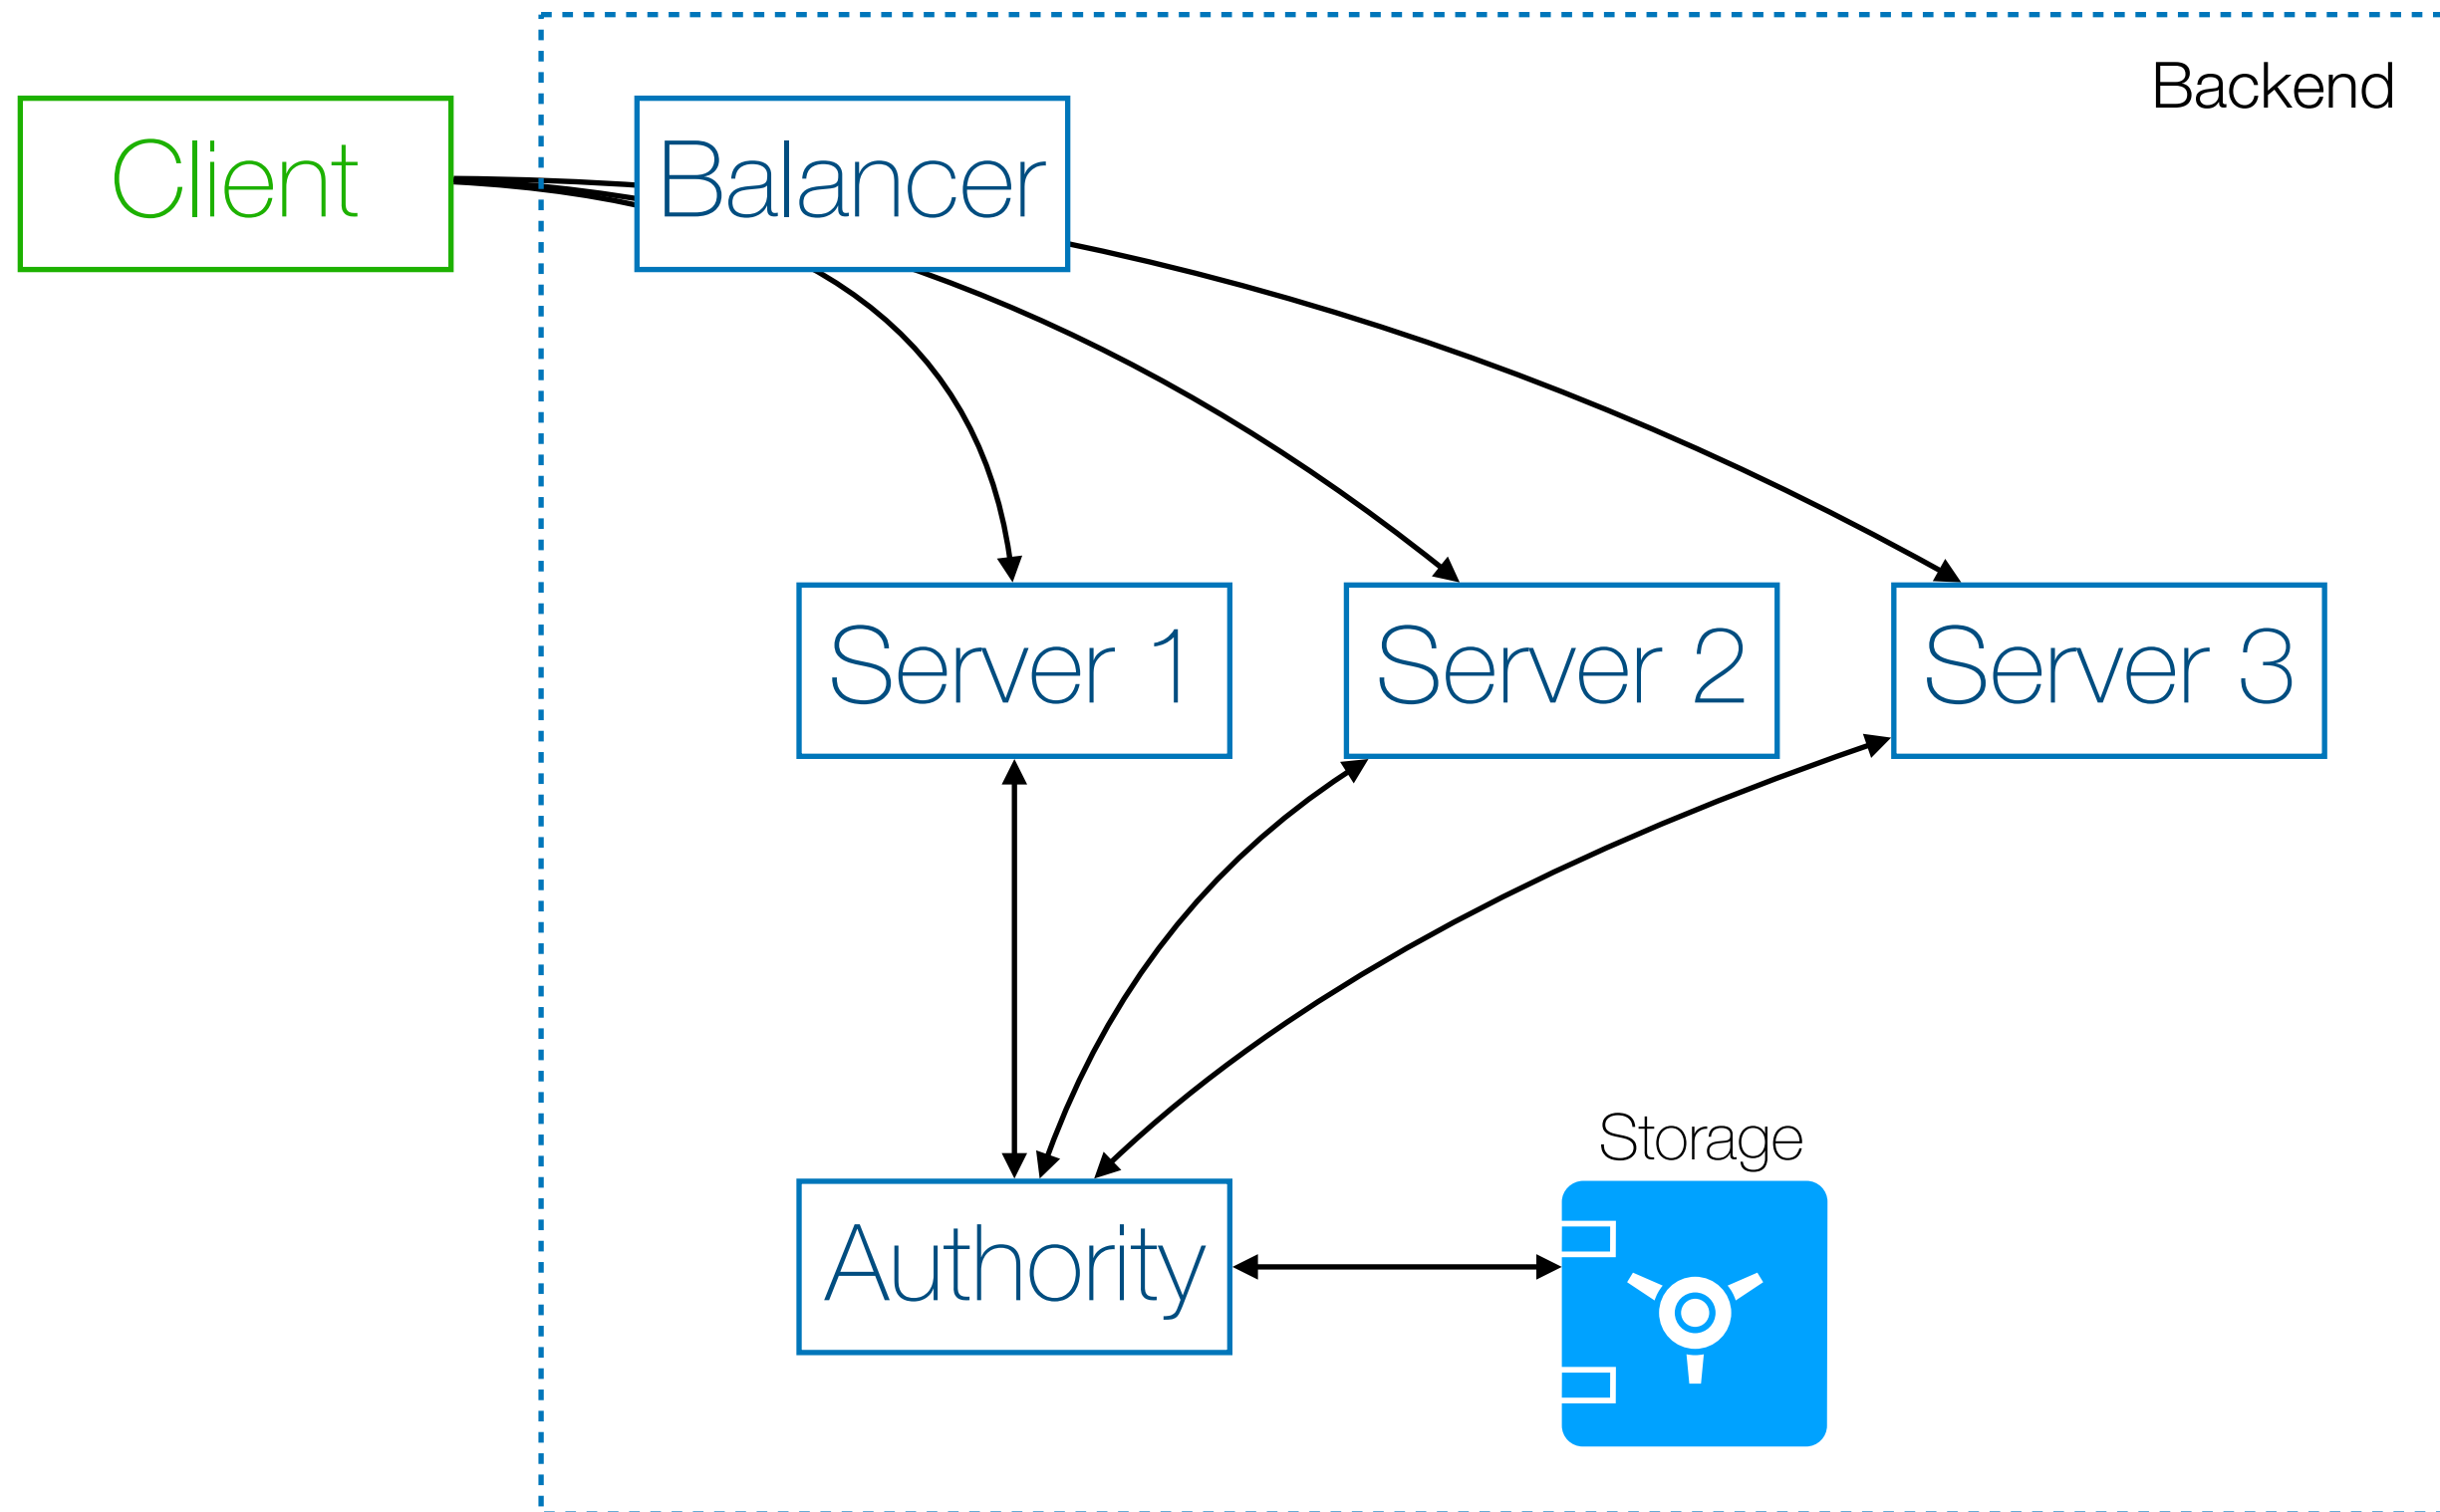 Backend
Client
Balancer
Server 1
Server 2
Server 3
Storage
Authority